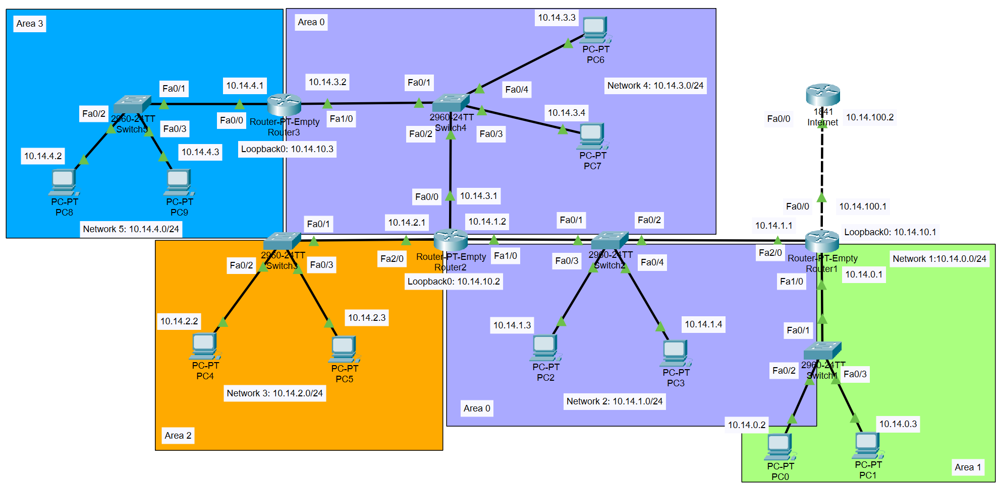 Area 3
Fa0/1
10.14.4.1
Fa0/2
2960-24TT
Switch5
Fa0/3
Fa0/0
Router-PT-Empty
Router3
10.14.4.2
10.14.4.3
Loopback0: 10.14.10.3
PC-PT
PC8
PC-PT
PC9
Network 5: 10.14.4.0/24
Area 0
10.14.3.3
PC-PT
PC6
10.14.3.2
Fa0/1
Fa0/4
Network 4: 10.14.3.0/24
Fa1/0
2960-24TT
Switch4
Fa0/2
Fa0/3
10.14.3.4
PC-PT
PC7
Fa0/0
10.14.3.1
1841
Internet
Fa0/0
10.14.100.2
Fa0/0
10.14.100.1
10.14.1.1
Loopback0: 10.14.10.1
Fa0/1
10.14.2.1
10.14.1.2
Fa0/1
Fa0/2
2960-24TT
Switch3
Fa0/2
Fa0/3
Fa2/0
Router-PT-Empty
Router2
Fa1/0
Loopback0: 10.14.10.2
Fa0/3
2960-24TT
Switch2
Fa0/4
Fa2/0
Router-PT-Empty
Router1
Network 1:10.14.0.0/24
Fa1/0
10.14.0.1
10.14.2.2
10.14.2.3
PC-PT
PC4
PC-PT
PC5
Network 3: 10.14.2.0/24
Area 2
10.14.1.3
10.14.1.4
PC-PT
PC2
PC-PT
PC3
Network 2: 10.14.1.0/24
Area 0
Fa0/1
2960-24TT
Switch1
Fa0/2
Fa0/3
10.14.0.2
10.14.0.3
PC-PT
PC0
PC-PT
PC1
Area 1